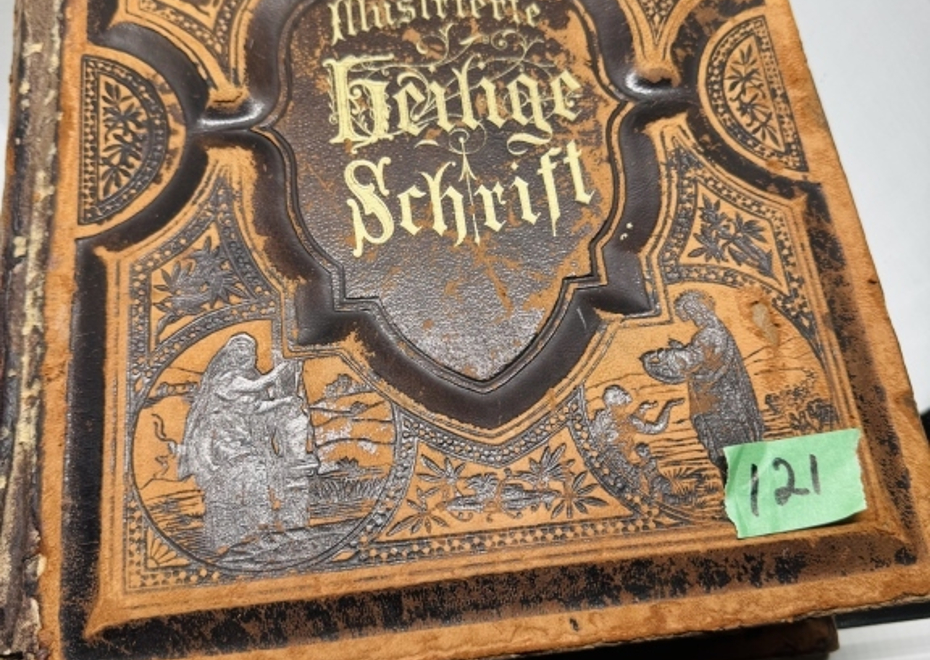 Illustrierte
Heilige
Schrift
121